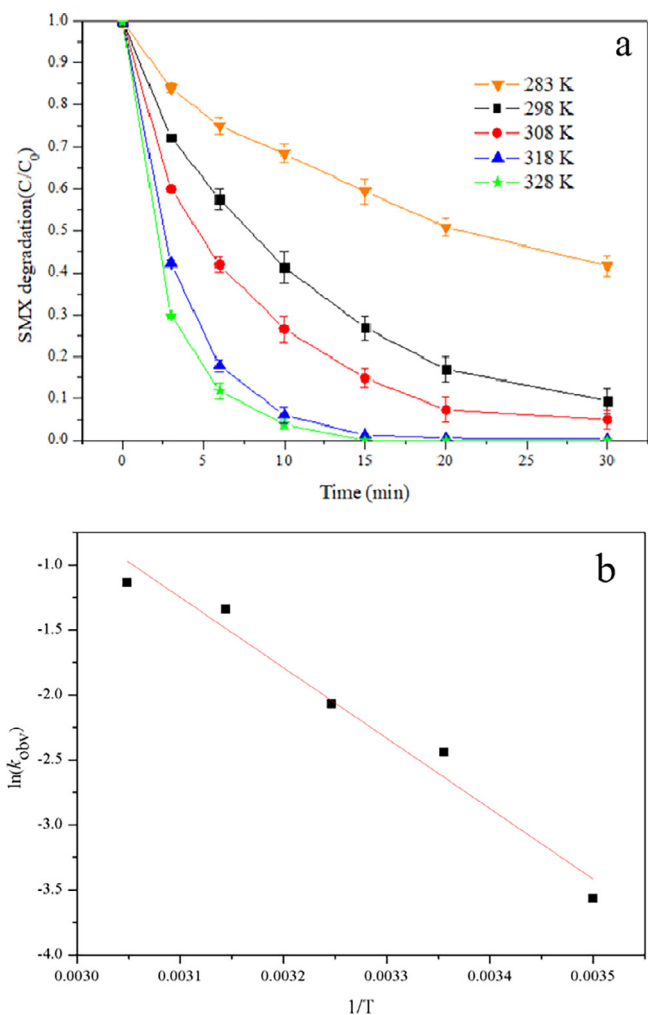 a
283 K
298 K
308 K
318 K
328 K
SMX degradation(C/C₀)
1.0
0.9
0.8
0.7
0.6
0.5
0.4
0.3
0.2
0.1
0.0
0 5 10 15 20 25 30
Time (min)
b
ln(k_obv)
-1.0
-1.5
-2.0
-2.5
-3.0
-3.5
-4.0
0.0030 0.0031 0.0032 0.0033 0.0034 0.0035
1/T